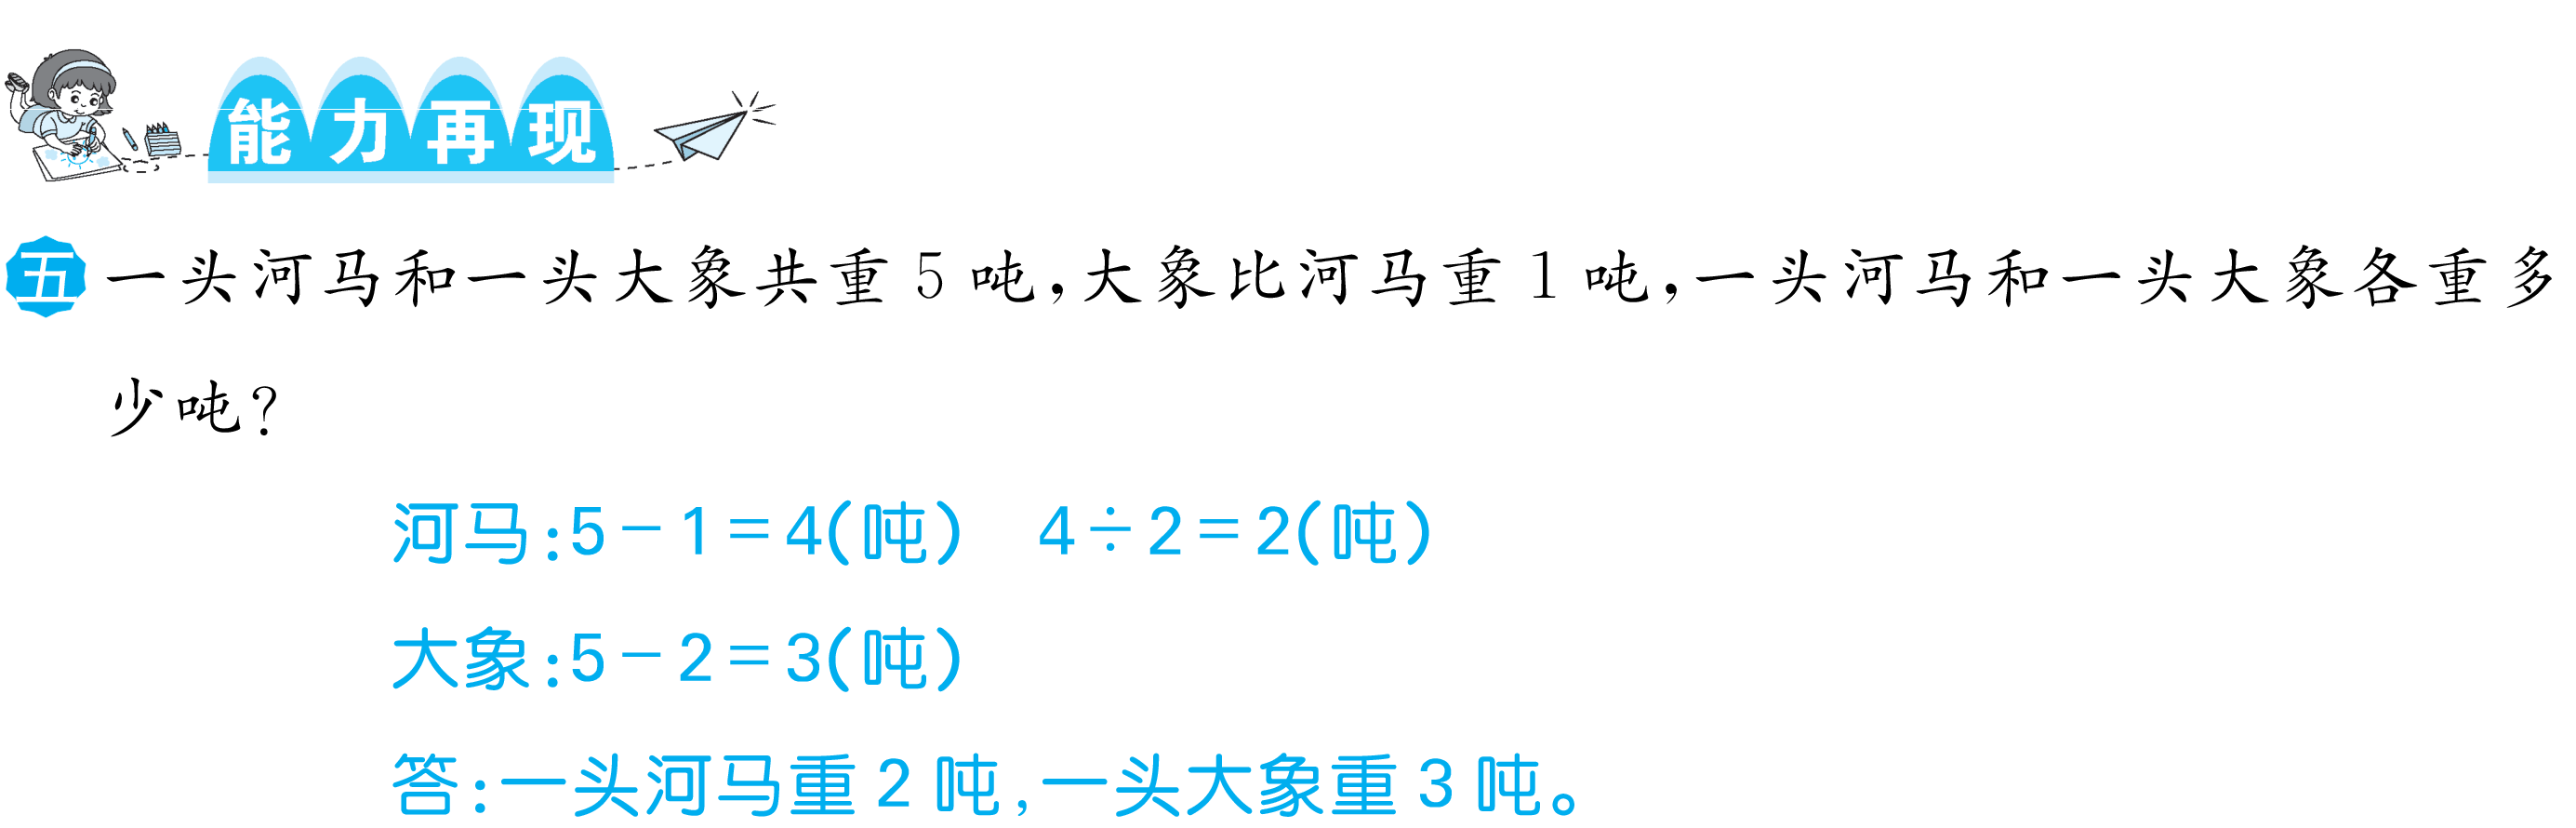 能力再现
五 一头河马和一头大象共重 5 吨,大象比河马重 1 吨,一头河马和一头大象各重多
少吨?
河马:5-1=4(吨) 4÷2=2(吨)
大象:5-2=3(吨)
答:一头河马重 2 吨,一头大象重 3 吨。